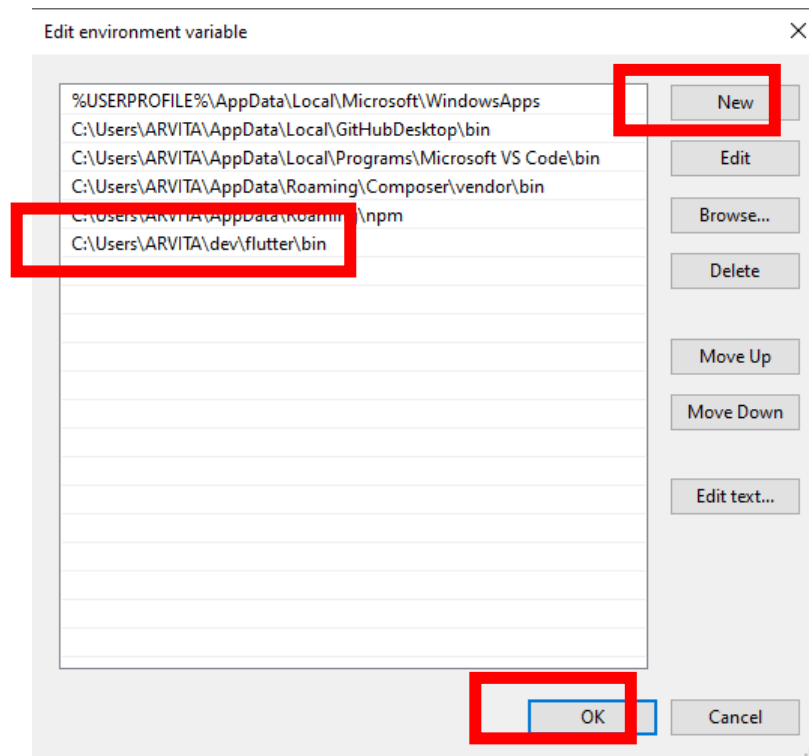 Edit environment variable
%USERPROFILE%\AppData\Local\Microsoft\WindowsApps
C:\Users\ARVITA\AppData\Local\GitHubDesktop\bin
C:\Users\ARVITA\AppData\Local\Programs\Microsoft VS Code\bin
C:\Users\ARVITA\AppData\Roaming\Composer\vendor\bin
C:\Users\ARVITA\AppData\Roaming\npm
C:\Users\ARVITA\dev\flutter\bin
New
Edit
Browse...
Delete
Move Up
Move Down
Edit text...
OK
Cancel